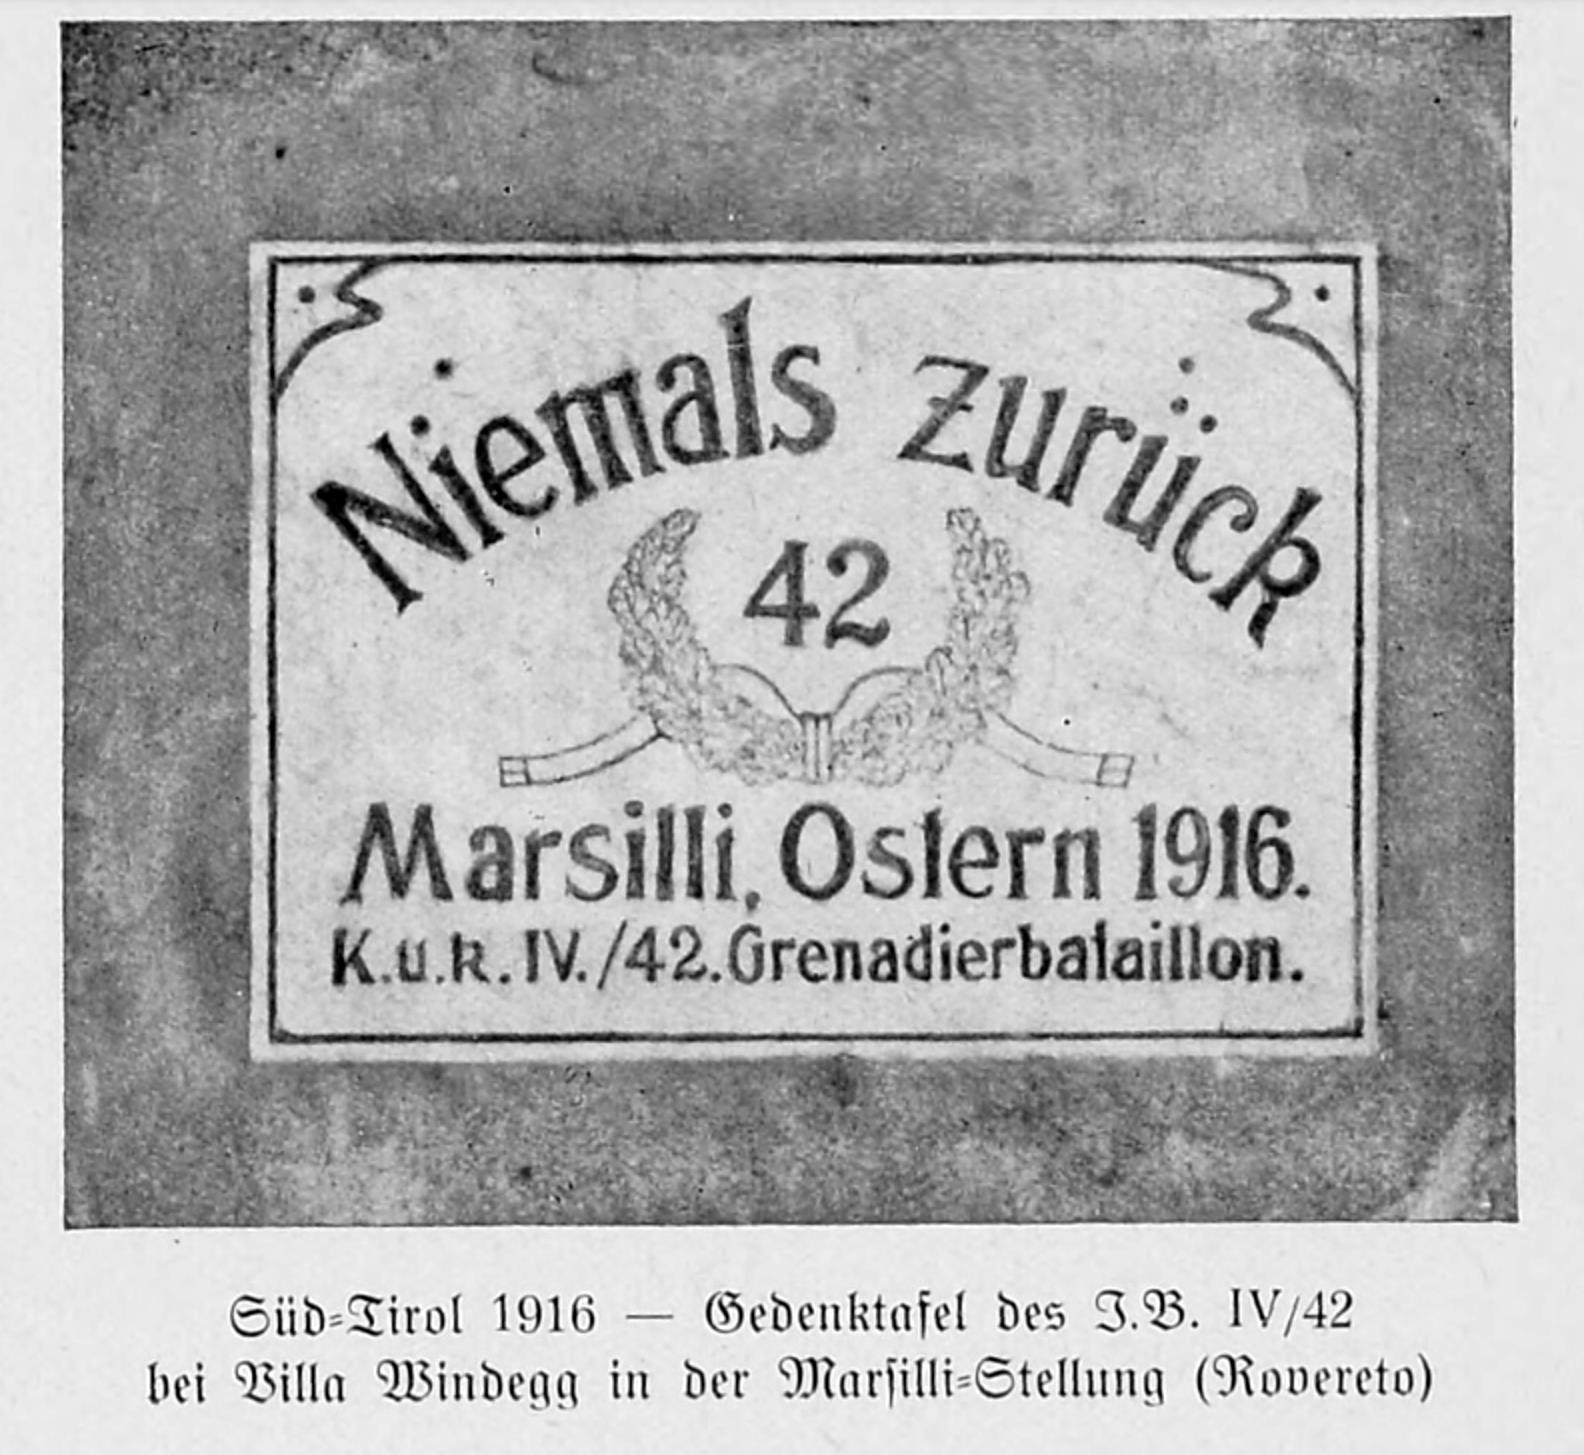 Niemals zurück
42
Marsilli, Ostern 1916.
K.u.k. IV./42. Grenadierbataillon.
Süd-Tirol 1916 — Gedenktafel des I.B. IV/42
bei Villa Windegg in der Marsilli-Stellung (Rovereto)